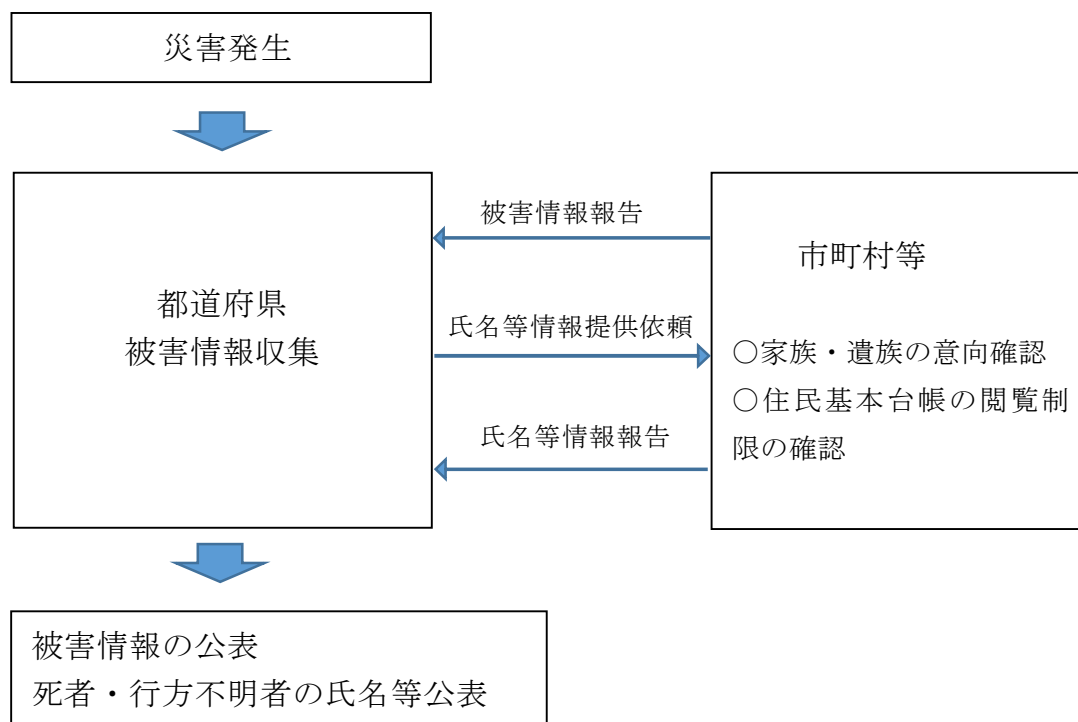 災害発生
都道府県
被害情報収集
被害情報報告
氏名等情報提供依頼
氏名等情報報告
市町村等
○家族・遺族の意向確認
○住民基本台帳の閲覧制
限の確認
被害情報の公表
死者・行方不明者の氏名等公表